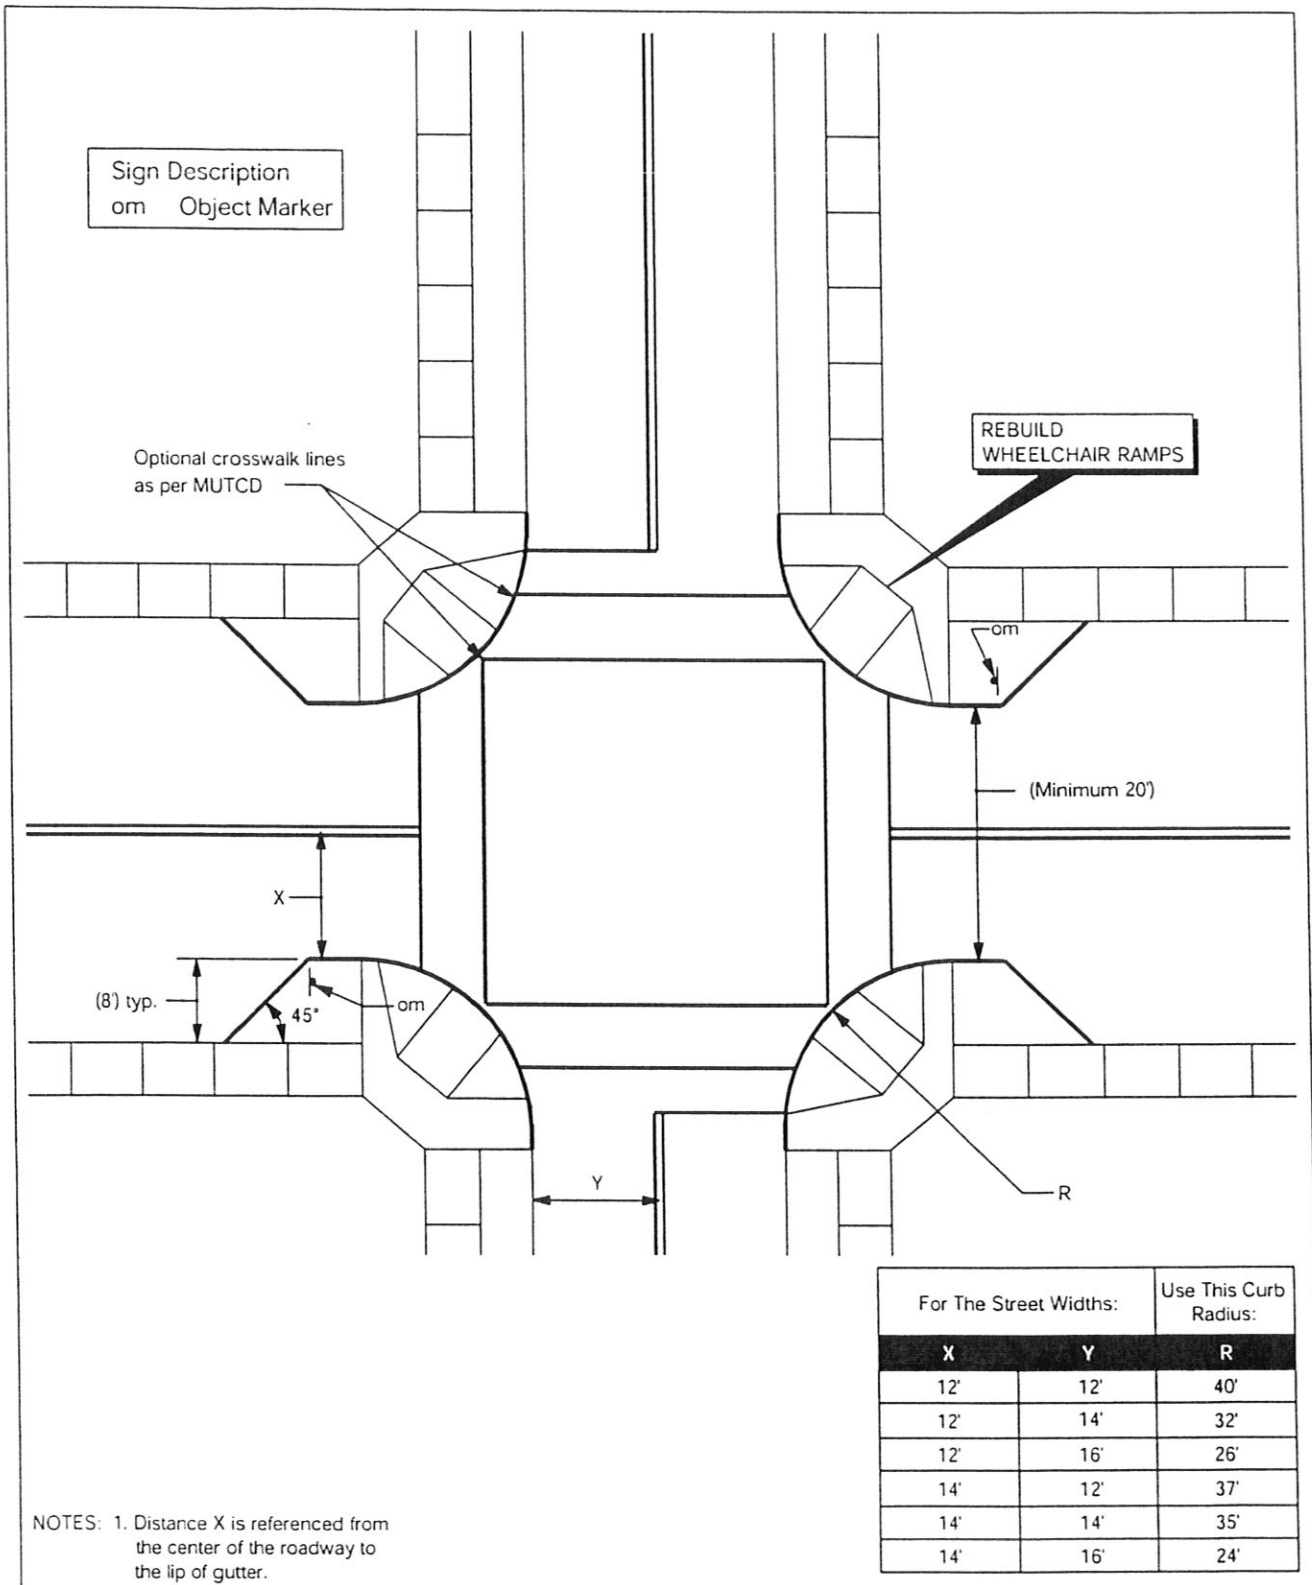 Sign Description
om Object Marker
Optional crosswalk lines
as per MUTCD
REBUILD
WHEELCHAIR RAMPS
om
(Minimum 20')
X
(8') typ.
45°
om
Y
R
For The Street Widths:
Use This Curb
Radius:
X Y R
12' 12' 40'
12' 14' 32'
12' 16' 26'
14' 12' 37'
14' 14' 35'
14' 16' 24'
NOTES: 1. Distance X is referenced from
the center of the roadway to
the lip of gutter.